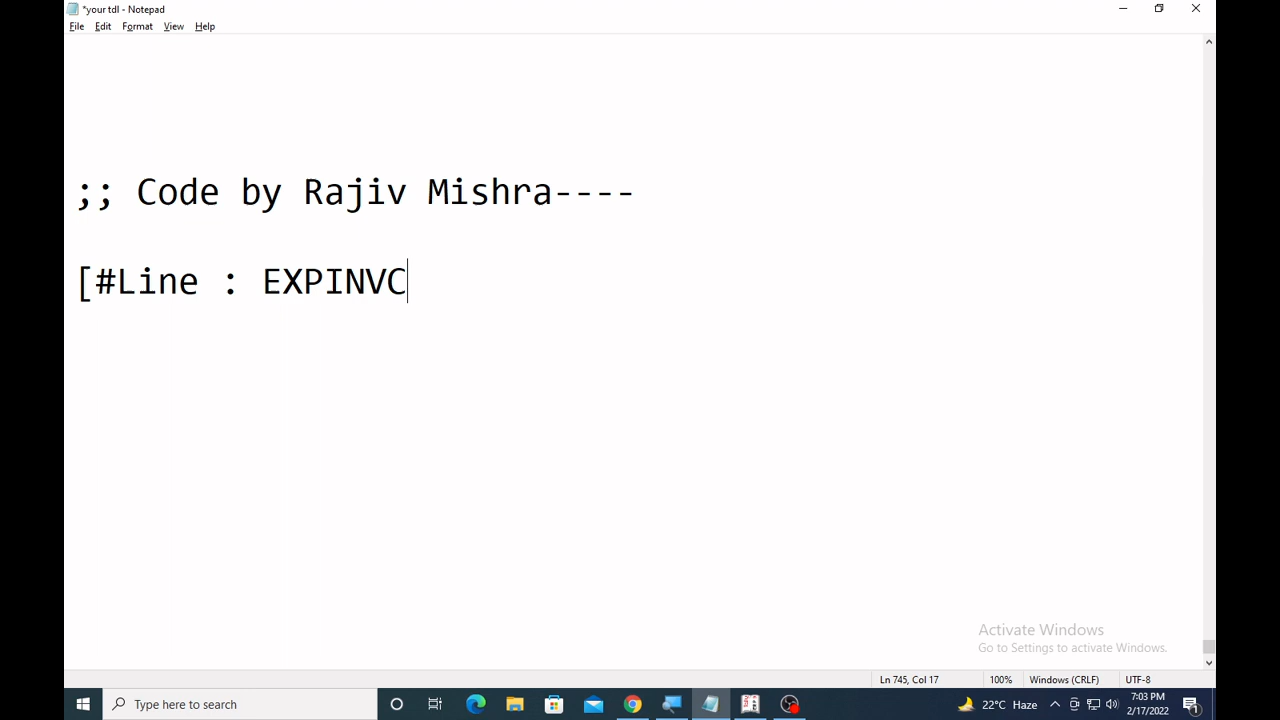 *your tdl - Notepad
File Edit Format View Help
;; Code by Rajiv Mishra----
[#Line : EXPINVC
Activate Windows
Go to Settings to activate Windows.
Ln 745, Col 17 100% Windows (CRLF) UTF-8
Type here to search
22°C Haze
7:03 PM
2/17/2022
1